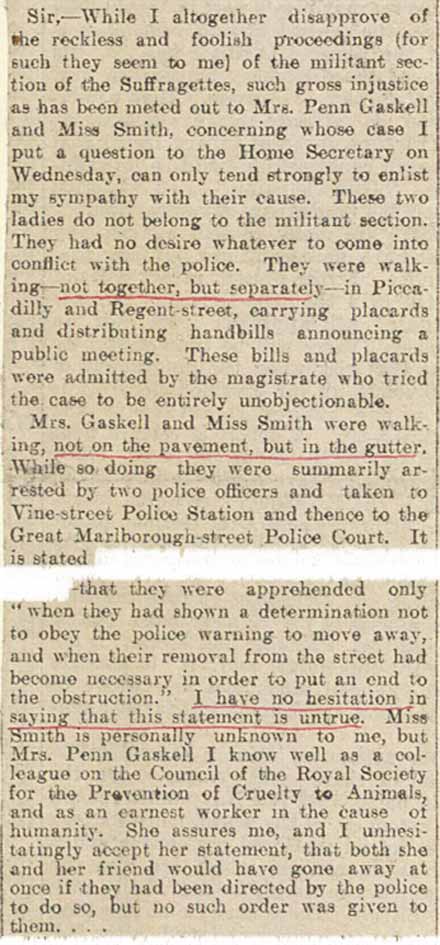 Sir,—While I altogether disapprove of
the reckless and foolish proceedings (for
such they seem to me) of the militant sec-
tion of the Suffragettes, such gross injustice
as has been meted out to Mrs. Penn Gaskell
and Miss Smith, concerning whose case I
put a question to the Home Secretary on
Wednesday, can only tend strongly to enlist
my sympathy with their cause. These two
ladies do not belong to the militant section.
They had no desire whatever to come into
conflict with the police. They were walk-
ing—not together, but separately—in Picca-
dilly and Regent-street, carrying placards
and distributing handbills announcing a
public meeting. These bills and placards
were admitted by the magistrate who tried
the case to be entirely unobjectionable.
Mrs. Gaskell and Miss Smith were walk-
ing, not on the pavement, but in the gutter.
While so doing they were summarily ar-
rested by two police officers and taken to
Vine-street Police Station and thence to the
Great Marlborough-street Police Court. It
is stated
-that they were apprehended only
"when they had shown a determination not
to obey the police warning to move away,
and when their removal from the street had
become necessary in order to put an end to
the obstruction." I have no hesitation in
saying that this statement is untrue. Miss
Smith is personally unknown to me, but
Mrs. Penn Gaskell I know well as a col-
league on the Council of the Royal Society
for the Prevention of Cruelty to Animals,
and as an earnest worker in the cause of
humanity. She assures me, and I unhesi-
tatingly accept her statement, that both she
and her friend would have gone away at
once if they had been directed by the police
to do so, but no such order was given to
them. . . .